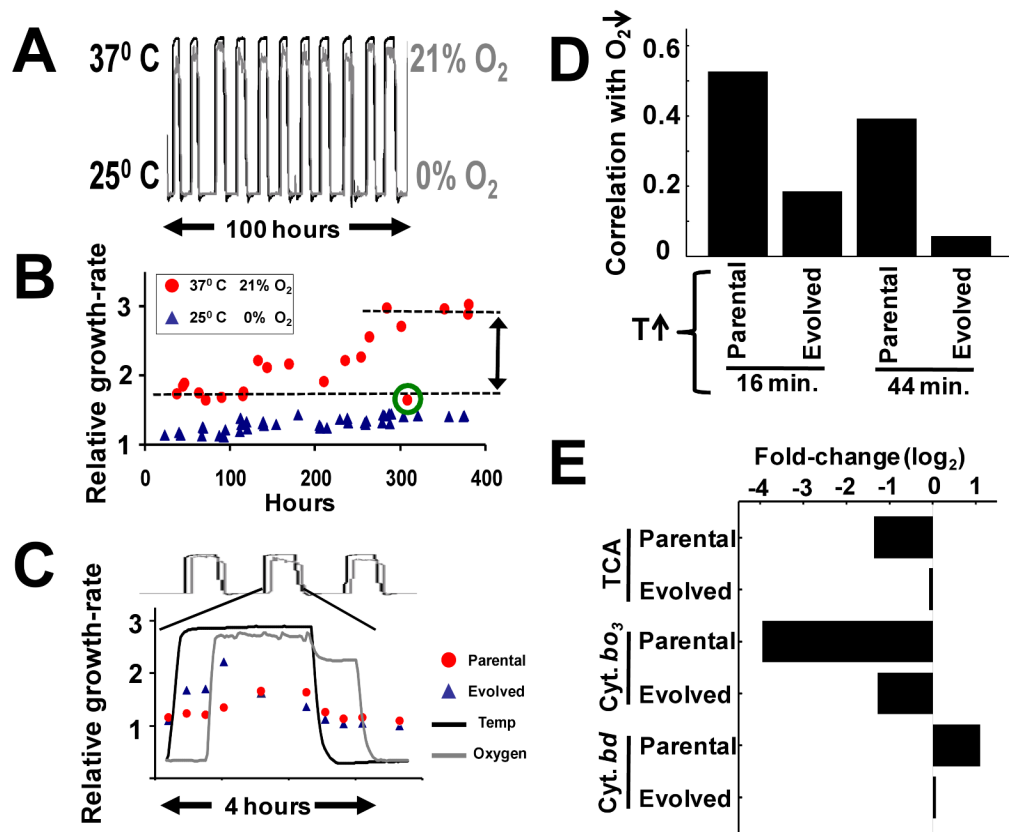 A
37⁰ C
21% O₂
25⁰ C
0% O₂
100 hours
B
Relative growth-rate
3
2
1
37⁰ C 21% O₂
25⁰ C 0% O₂
0
100
200
300
400
Hours
C
Relative growth-rate
3
2
1
Parental
Evolved
Temp
Oxygen
4 hours
D
Correlation with O₂↓
0.6
0.4
0.2
0
T↑
Parental
Evolved
Parental
Evolved
16 min.
44 min.
E
Fold-change (log₂)
-4
-3
-2
-1
0
1
TCA
Parental
Evolved
Cyt. bo₃
Parental
Evolved
Cyt. bd
Parental
Evolved